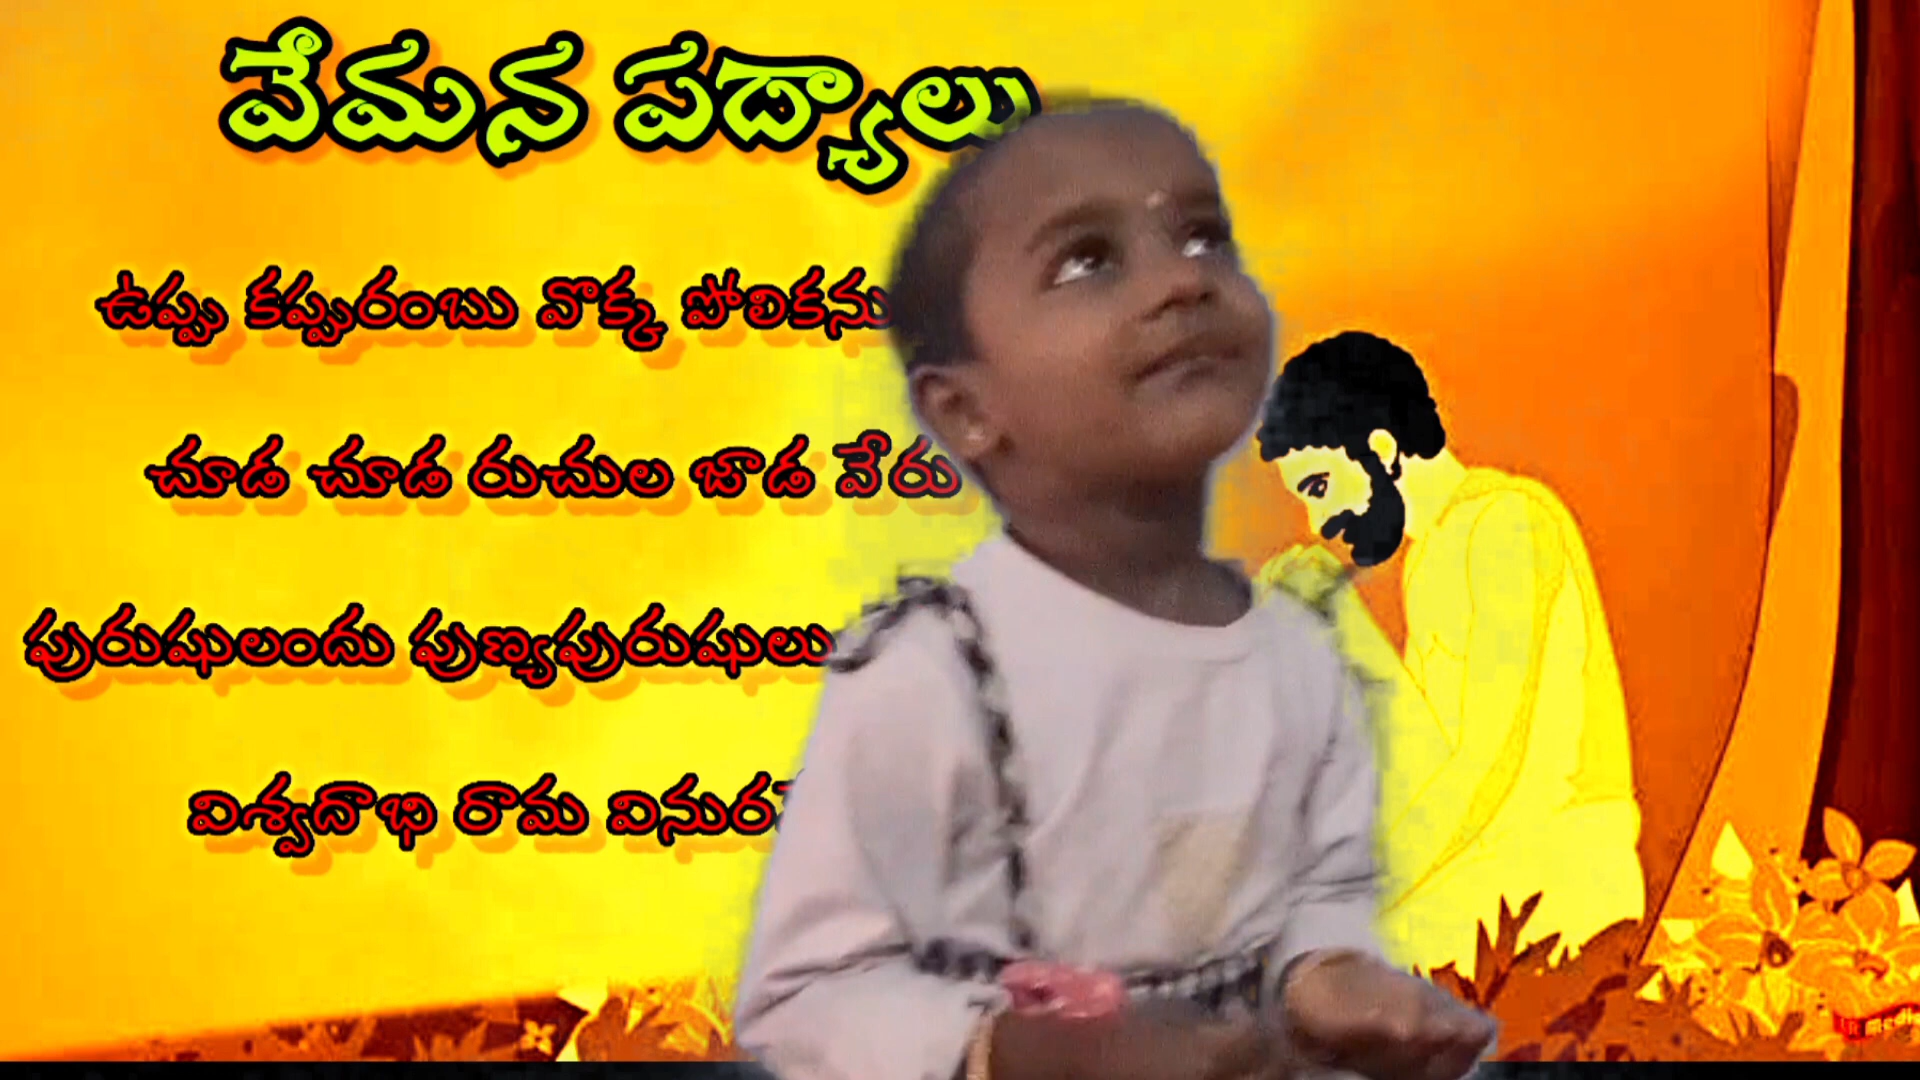 వేమన పద్యాలు
ఉప్పు కప్పురంబు వొక్క పోలికను
చూడ చూడ రుచుల జాడ వేరు
పురుషులందు పుణ్యపురుషులు
విశ్వదాభి రామ వినుర